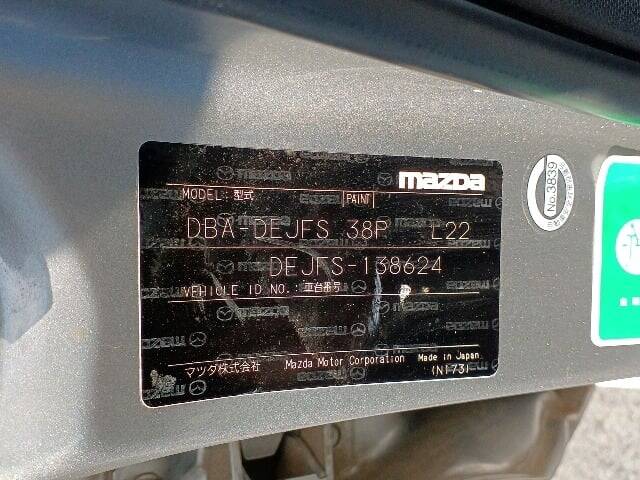 mazda
MODEL: 型式 PAINT
DBA-DEJFS 38P L22
DEJFS-138624
VEHICLE ID NO.: 車台番号
マツダ株式会社 Mazda Motor Corporation Made in Japan
(N173)
No.3839